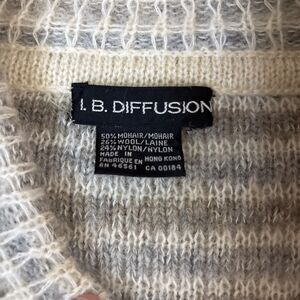 I. B. DIFFUSION
50% MOHAIR/MOHAIR
26% WOOL/LAINE
24% NYLON/NYLON
MADE IN
FABRIQUE EN HONG KONG
RN 46561 CA 00184